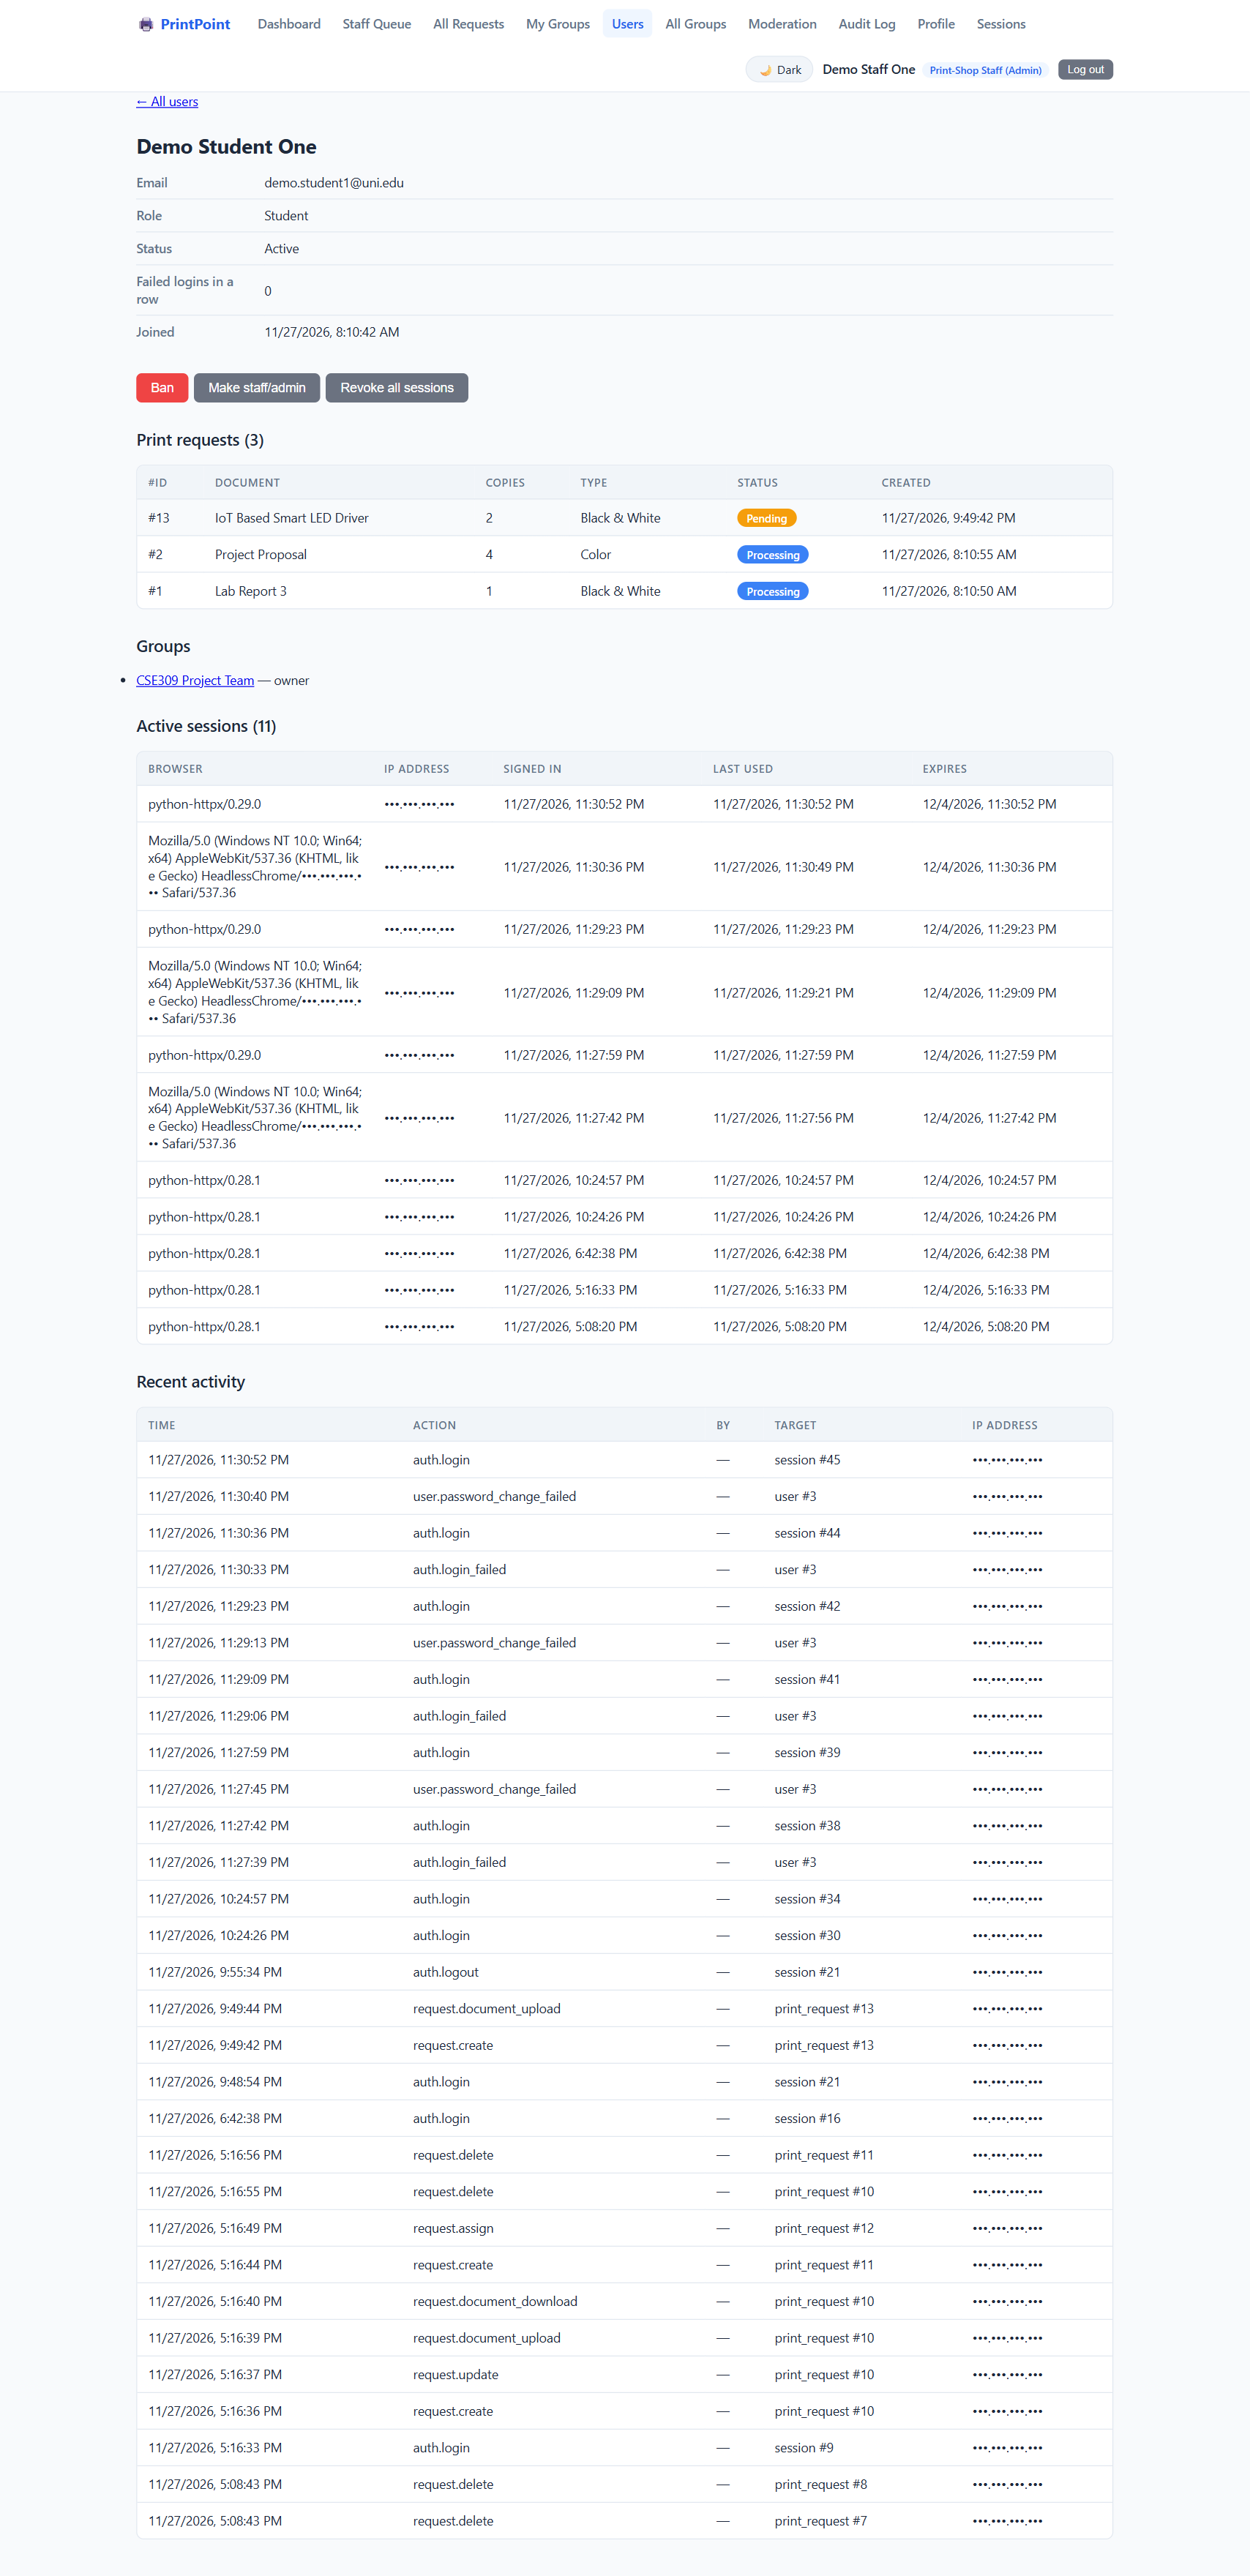 PrintPoint Dashboard Staff Queue All Requests My Groups Users All Groups Moderation Audit Log Profile Sessions
🌙 Dark Demo Staff One Print-Shop Staff (Admin) Log out
← All users
Demo Student One
Email demo.student1@uni.edu
Role Student
Status Active
Failed logins in a
row 0
Joined 11/27/2026, 8:10:42 AM
Ban Make staff/admin Revoke all sessions
Print requests (3)
#ID DOCUMENT COPIES TYPE STATUS CREATED
#13 IoT Based Smart LED Driver 2 Black & White Pending 11/27/2026, 9:49:42 PM
#2 Project Proposal 4 Color Processing 11/27/2026, 8:10:55 AM
#1 Lab Report 3 1 Black & White Processing 11/27/2026, 8:10:50 AM
Groups
• CSE309 Project Team — owner
Active sessions (11)
BROWSER IP ADDRESS SIGNED IN LAST USED EXPIRES
python-httpx/0.29.0 •••.•••.•••.••• 11/27/2026, 11:30:52 PM 11/27/2026, 11:30:52 PM 12/4/2026, 11:30:52 PM
Mozilla/5.0 (Windows NT 10.0; Win64;
x64) AppleWebKit/537.36 (KHTML, lik
e Gecko) HeadlessChrome/•••.•••.•••.•
•• Safari/537.36 •••.•••.•••.••• 11/27/2026, 11:30:36 PM 11/27/2026, 11:30:49 PM 12/4/2026, 11:30:36 PM
python-httpx/0.29.0 •••.•••.•••.••• 11/27/2026, 11:29:23 PM 11/27/2026, 11:29:23 PM 12/4/2026, 11:29:23 PM
Mozilla/5.0 (Windows NT 10.0; Win64;
x64) AppleWebKit/537.36 (KHTML, lik
e Gecko) HeadlessChrome/•••.•••.•••.•
•• Safari/537.36 •••.•••.•••.••• 11/27/2026, 11:29:09 PM 11/27/2026, 11:29:21 PM 12/4/2026, 11:29:09 PM
python-httpx/0.29.0 •••.•••.•••.••• 11/27/2026, 11:27:59 PM 11/27/2026, 11:27:59 PM 12/4/2026, 11:27:59 PM
Mozilla/5.0 (Windows NT 10.0; Win64;
x64) AppleWebKit/537.36 (KHTML, lik
e Gecko) HeadlessChrome/•••.•••.•••.•
•• Safari/537.36 •••.•••.•••.••• 11/27/2026, 11:27:42 PM 11/27/2026, 11:27:56 PM 12/4/2026, 11:27:42 PM
python-httpx/0.28.1 •••.•••.•••.••• 11/27/2026, 10:24:57 PM 11/27/2026, 10:24:57 PM 12/4/2026, 10:24:57 PM
python-httpx/0.28.1 •••.•••.•••.••• 11/27/2026, 10:24:26 PM 11/27/2026, 10:24:26 PM 12/4/2026, 10:24:26 PM
python-httpx/0.28.1 •••.•••.•••.••• 11/27/2026, 6:42:38 PM 11/27/2026, 6:42:38 PM 12/4/2026, 6:42:38 PM
python-httpx/0.28.1 •••.•••.•••.••• 11/27/2026, 5:16:33 PM 11/27/2026, 5:16:33 PM 12/4/2026, 5:16:33 PM
python-httpx/0.28.1 •••.•••.•••.••• 11/27/2026, 5:08:20 PM 11/27/2026, 5:08:20 PM 12/4/2026, 5:08:20 PM
Recent activity
TIME ACTION BY TARGET IP ADDRESS
11/27/2026, 11:30:52 PM auth.login — session #45 •••.•••.•••.•••
11/27/2026, 11:30:40 PM user.password_change_failed — user #3 •••.•••.•••.•••
11/27/2026, 11:30:36 PM auth.login — session #44 •••.•••.•••.•••
11/27/2026, 11:30:33 PM auth.login_failed — user #3 •••.•••.•••.•••
11/27/2026, 11:29:23 PM auth.login — session #42 •••.•••.•••.•••
11/27/2026, 11:29:13 PM user.password_change_failed — user #3 •••.•••.•••.•••
11/27/2026, 11:29:09 PM auth.login — session #41 •••.•••.•••.•••
11/27/2026, 11:29:06 PM auth.login_failed — user #3 •••.•••.•••.•••
11/27/2026, 11:27:59 PM auth.login — session #39 •••.•••.•••.•••
11/27/2026, 11:27:45 PM user.password_change_failed — user #3 •••.•••.•••.•••
11/27/2026, 11:27:42 PM auth.login — session #38 •••.•••.•••.•••
11/27/2026, 11:27:39 PM auth.login_failed — user #3 •••.•••.•••.•••
11/27/2026, 10:24:57 PM auth.login — session #34 •••.•••.•••.•••
11/27/2026, 10:24:26 PM auth.login — session #30 •••.•••.•••.•••
11/27/2026, 9:55:34 PM auth.logout — session #21 •••.•••.•••.•••
11/27/2026, 9:49:44 PM request.document_upload — print_request #13 •••.•••.•••.•••
11/27/2026, 9:49:42 PM request.create — print_request #13 •••.•••.•••.•••
11/27/2026, 9:48:54 PM auth.login — session #21 •••.•••.•••.•••
11/27/2026, 6:42:38 PM auth.login — session #16 •••.•••.•••.•••
11/27/2026, 5:16:56 PM request.delete — print_request #11 •••.•••.•••.•••
11/27/2026, 5:16:55 PM request.delete — print_request #10 •••.•••.•••.•••
11/27/2026, 5:16:49 PM request.assign — print_request #12 •••.•••.•••.•••
11/27/2026, 5:16:44 PM request.create — print_request #11 •••.•••.•••.•••
11/27/2026, 5:16:40 PM request.document_download — print_request #10 •••.•••.•••.•••
11/27/2026, 5:16:39 PM request.document_upload — print_request #10 •••.•••.•••.•••
11/27/2026, 5:16:37 PM request.update — print_request #10 •••.•••.•••.•••
11/27/2026, 5:16:36 PM request.create — print_request #10 •••.•••.•••.•••
11/27/2026, 5:16:33 PM auth.login — session #9 •••.•••.•••.•••
11/27/2026, 5:08:43 PM request.delete — print_request #8 •••.•••.•••.•••
11/27/2026, 5:08:43 PM request.delete — print_request #7 •••.•••.•••.•••